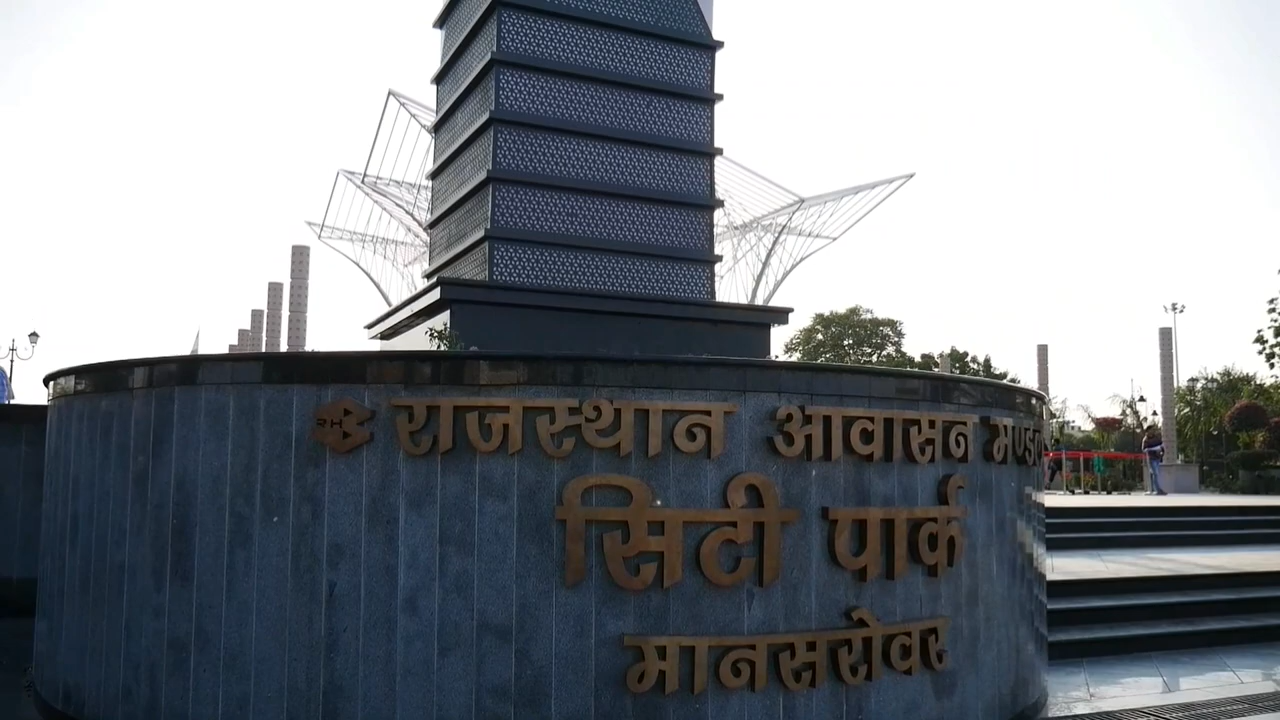 राजस्थान आवासन मण्डल
सिटी पार्क
मानसरोवर